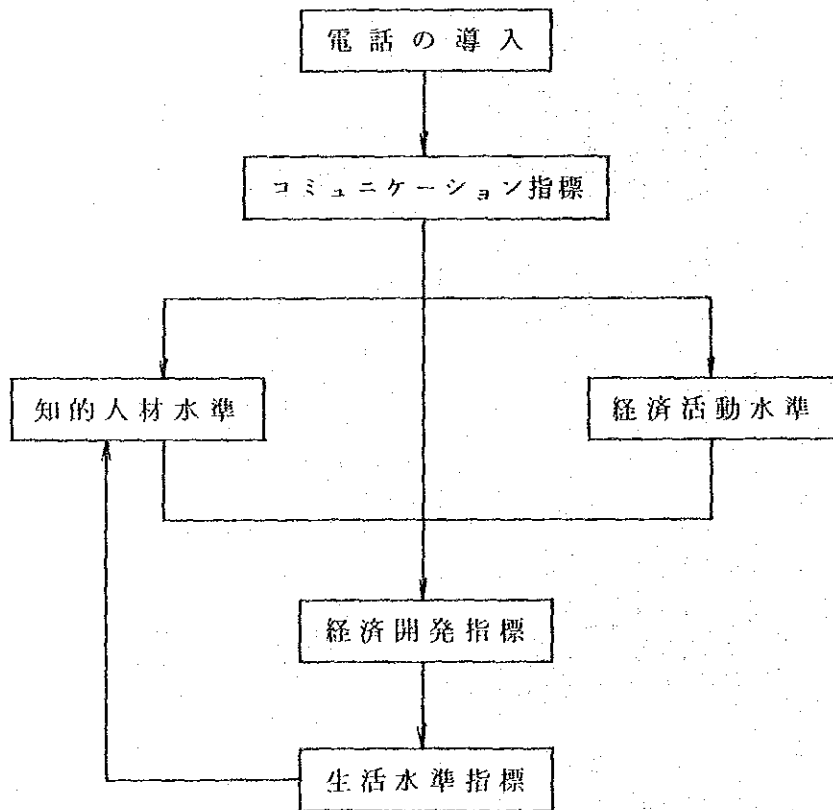 電話の導入
コミュニケーション指標
知的人材水準
経済活動水準
経済開発指標
生活水準指標